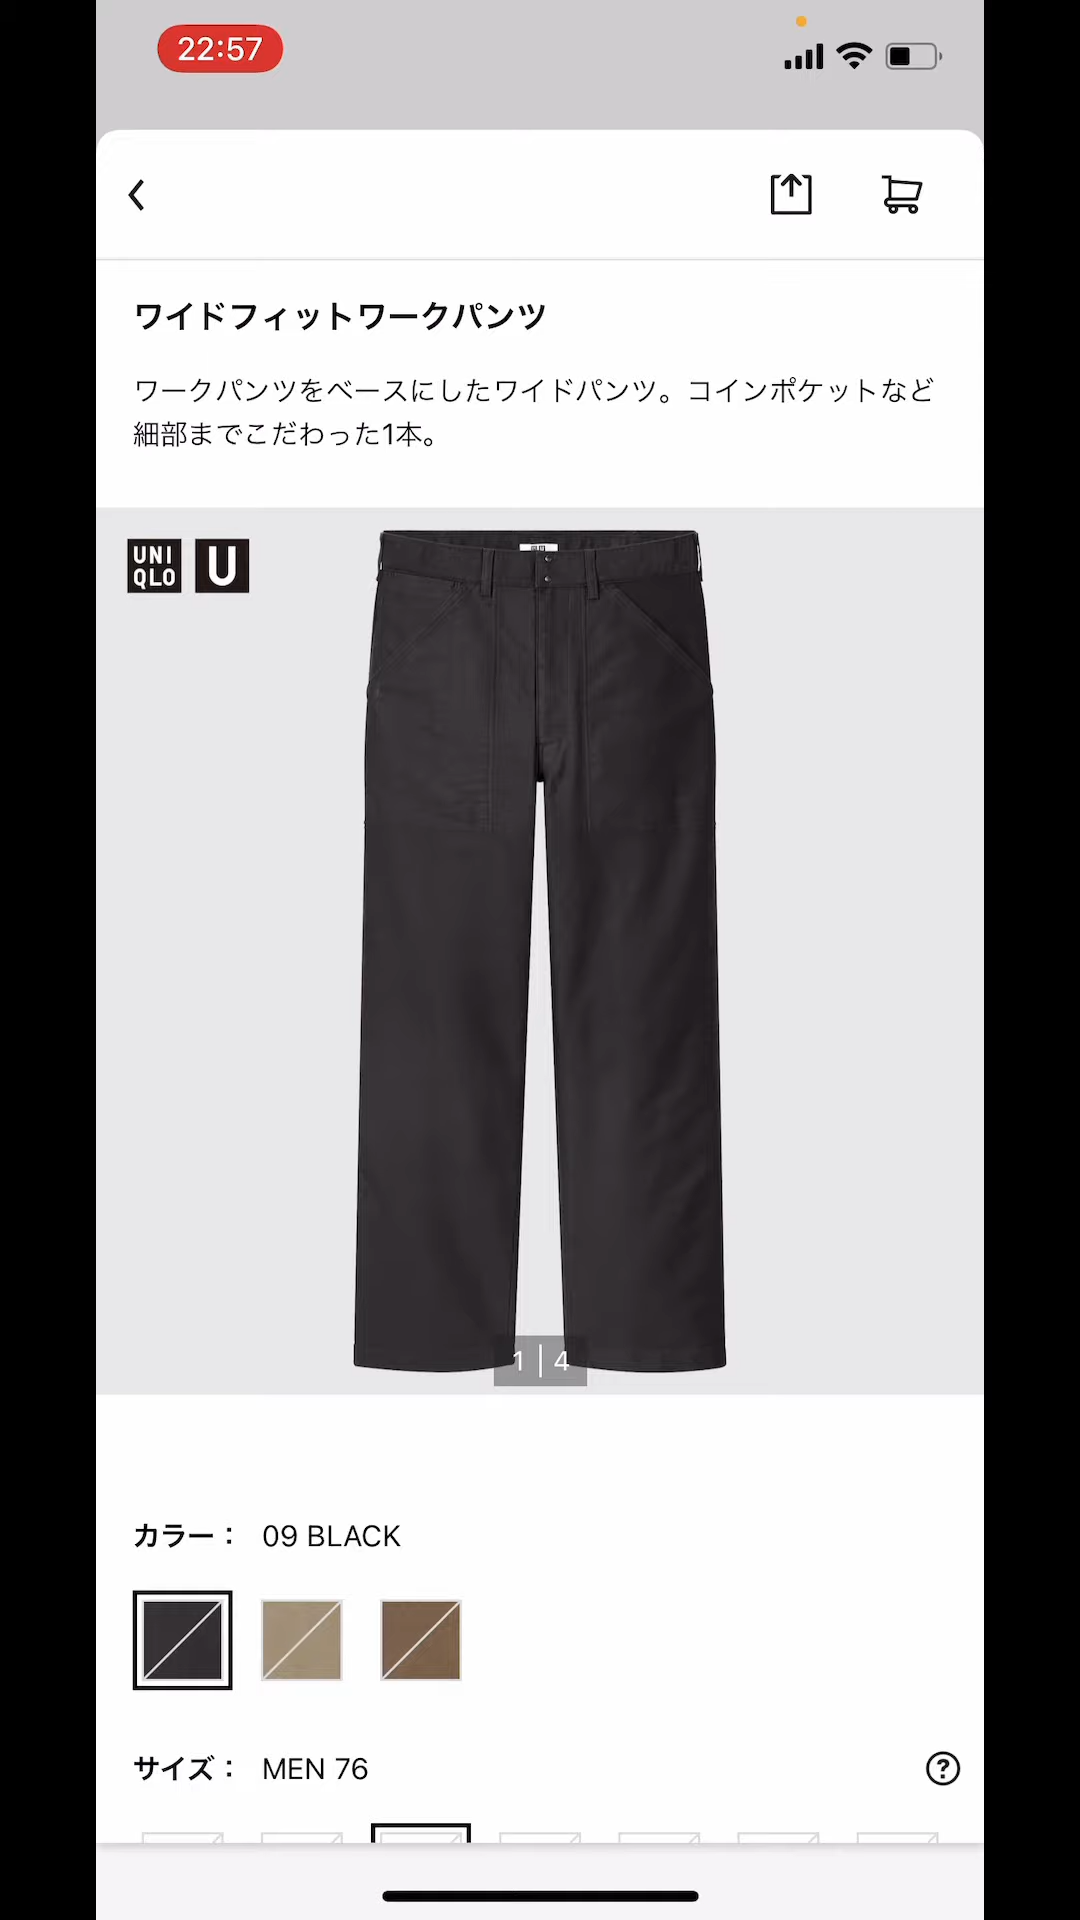 22:57
ワイドフィットワークパンツ
ワークパンツをベースにしたワイドパンツ。コインポケットなど
細部までこだわった1本。
UNI
QLO
U
1 | 4
カラー： 09 BLACK
サイズ： MEN 76
?